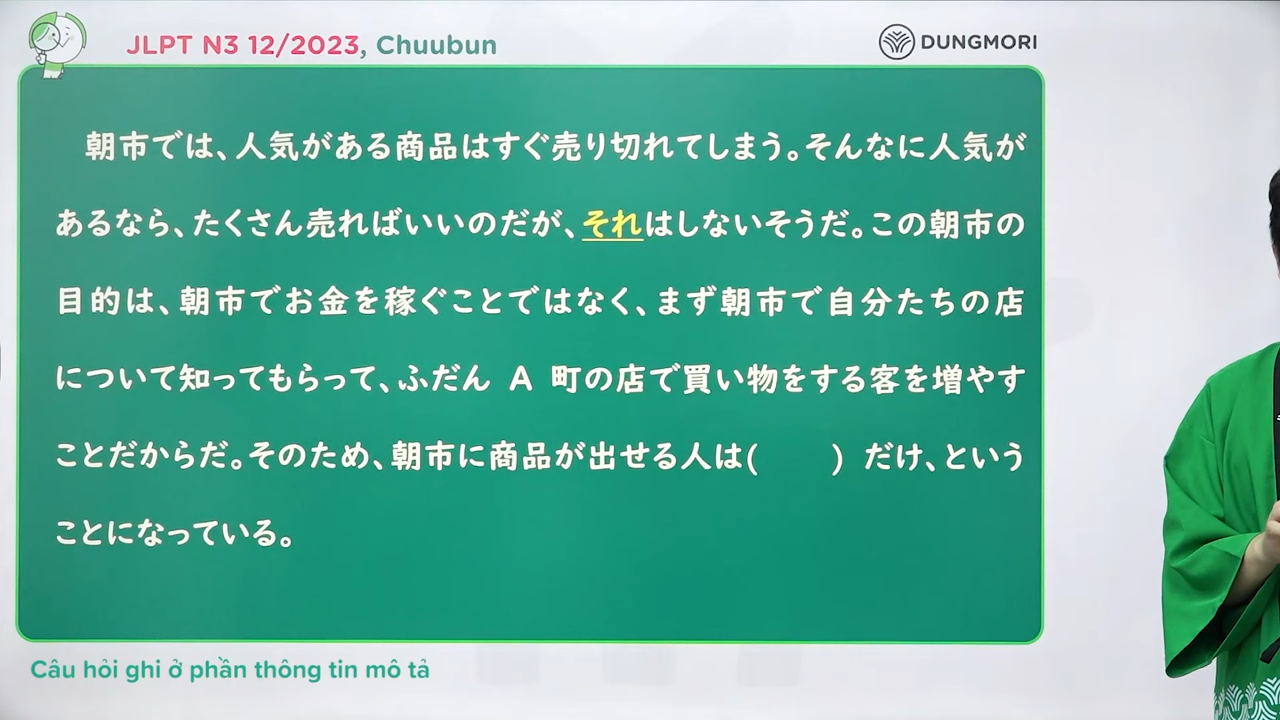 JLPT N3 12/2023, Chuubun
DUNGMORI
朝市では、人気がある商品はすぐ売り切れてしまう。そんなに人気が
あるなら、たくさん売ればいいのだが、それはしないそうだ。この朝市の
目的は、朝市でお金を稼ぐことではなく、まず朝市で自分たちの店
について知ってもらって、ふだん A 町の店で買い物をする客を増やす
ことだからだ。そのため、朝市に商品が出せる人は( ) だけ、という
ことになっている。
Câu hỏi ghi ở phần thông tin mô tả